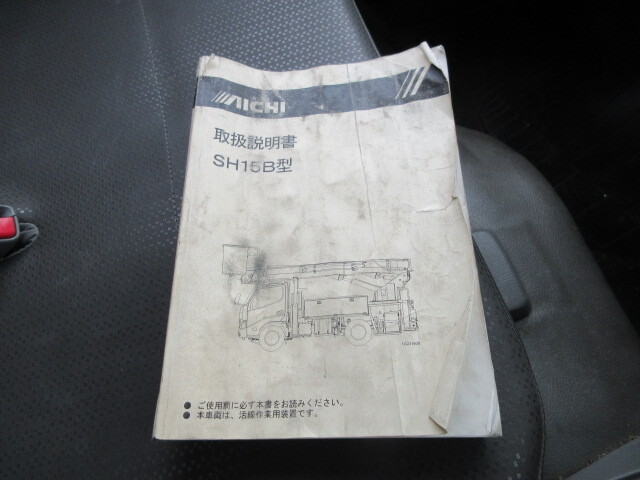 AICHI
取扱説明書
SH15B型
● ご使用前に必ず本書をお読みください。
● 本車両は、活線作業用装置です。